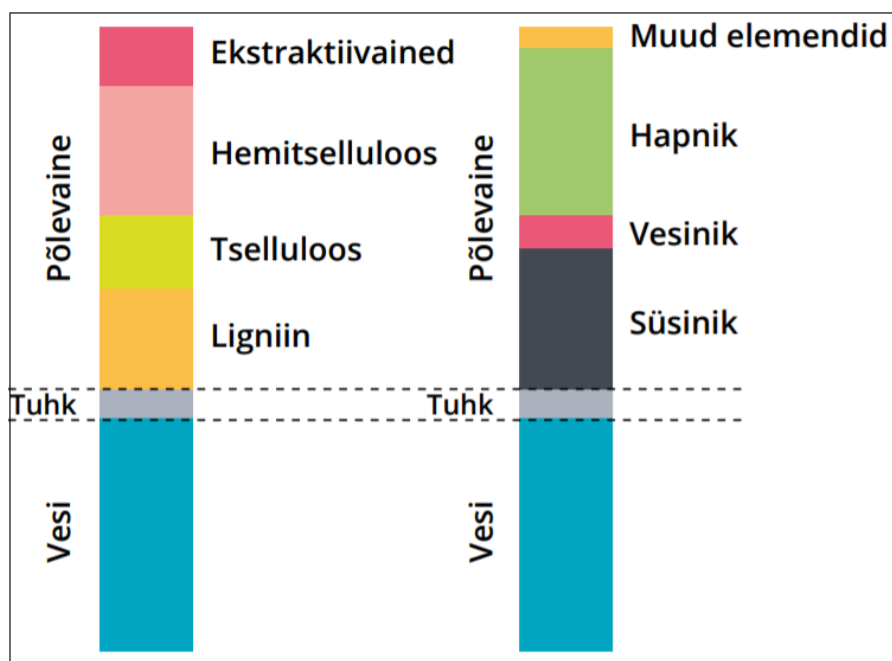 Ekstraktiivained
Hemitselluloos
Põlevaine
Tselluloos
Ligniin
Tuhk
Vesi
Muud elemendid
Hapnik
Põlevaine
Vesinik
Süsinik
Tuhk
Vesi